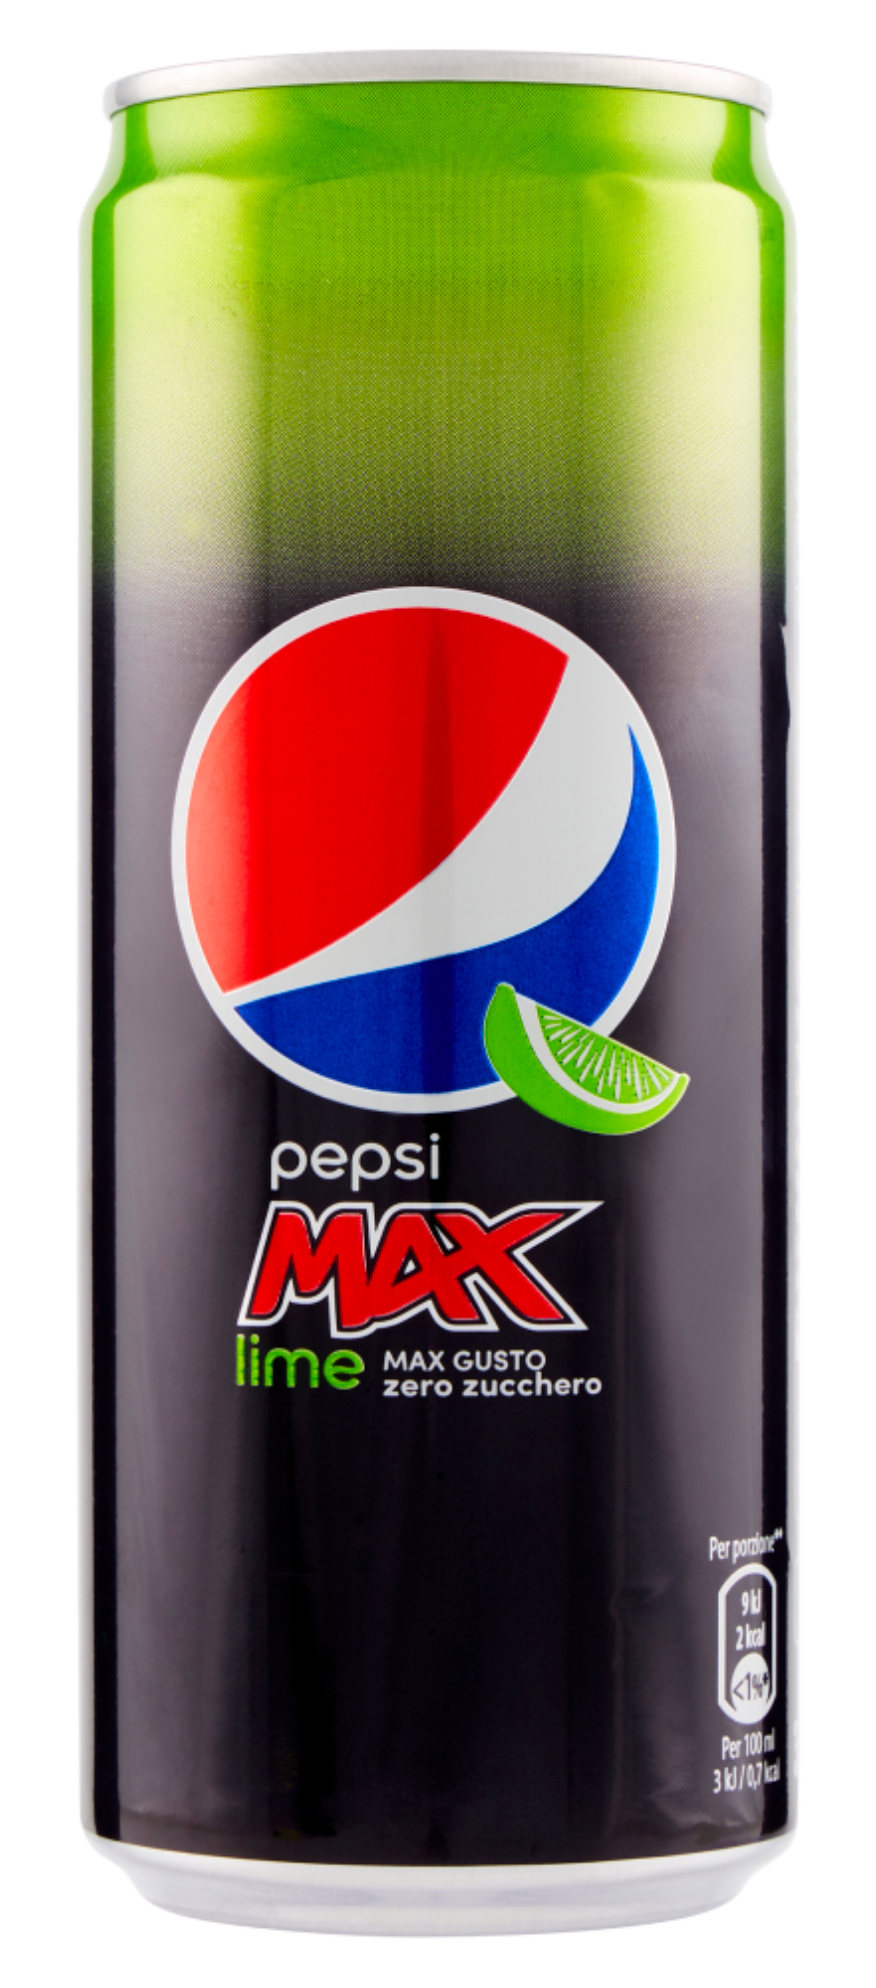 pepsi
MAX
lime
MAX GUSTO
zero zucchero
Per porzione**
9 kJ
2 kcal
<1%*
Per 100 ml
3 kJ / 0,7 kcal